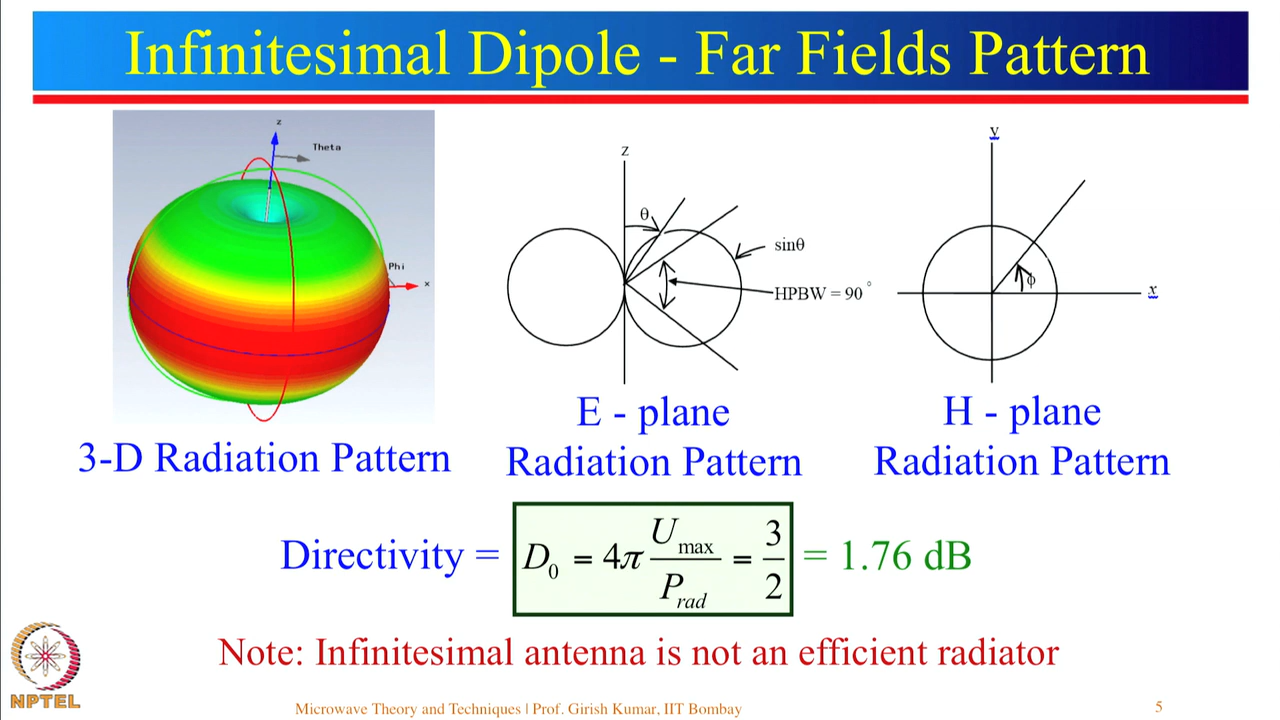 Infinitesimal Dipole - Far Fields Pattern
z
Theta
Phi
x
z
θ
sinθ
HPBW = 90°
y
ϕ
x
3-D Radiation Pattern
E - plane
Radiation Pattern
H - plane
Radiation Pattern
Directivity = D₀ = 4π U_max / P_rad = 3 / 2 = 1.76 dB
Note: Infinitesimal antenna is not an efficient radiator
NPTEL
Microwave Theory and Techniques | Prof. Girish Kumar, IIT Bombay
5